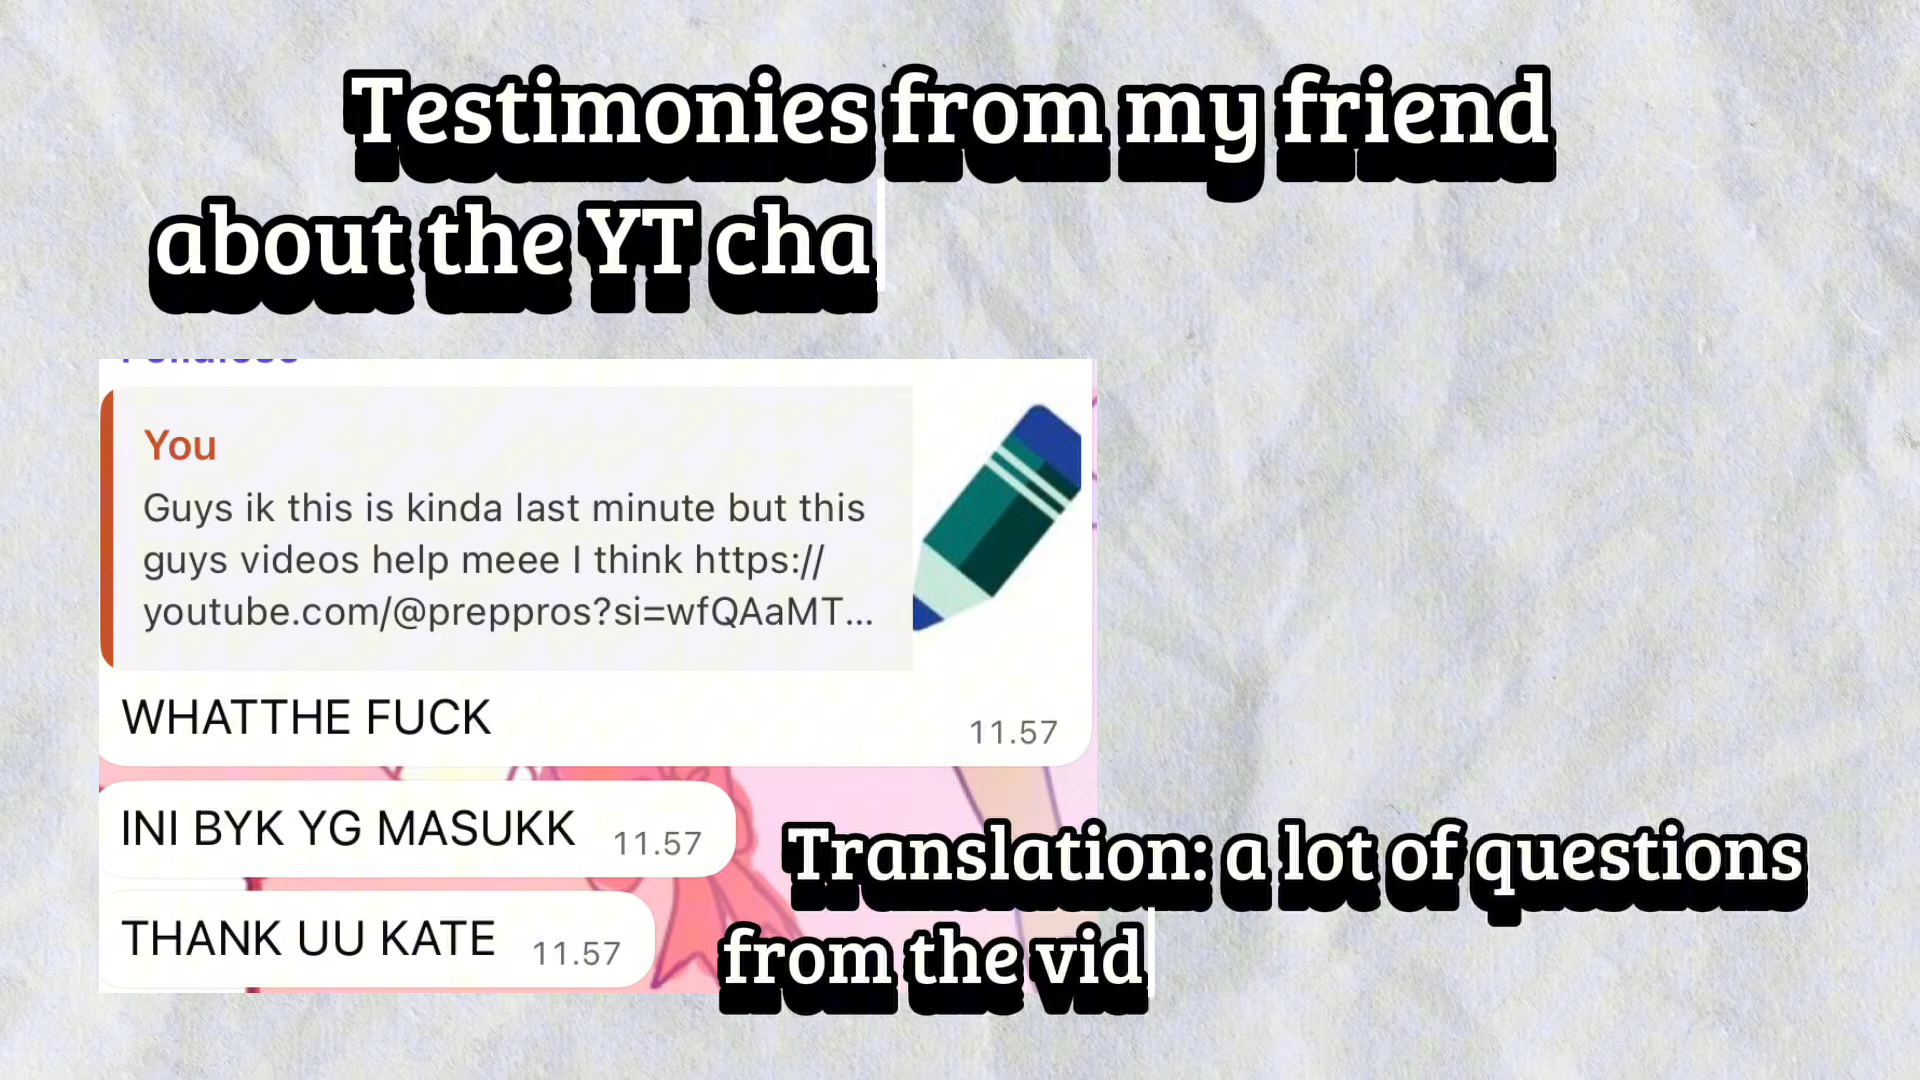 Testimonies from my friend
about the YT cha
You
Guys ik this is kinda last minute but this
guys videos help meee I think https://
youtube.com/@preppros?si=wfQAaMT...
WHATTHE FUCK
11.57
INI BYK YG MASUKK
11.57
THANK UU KATE
11.57
Translation: a lot of questions
from the vid